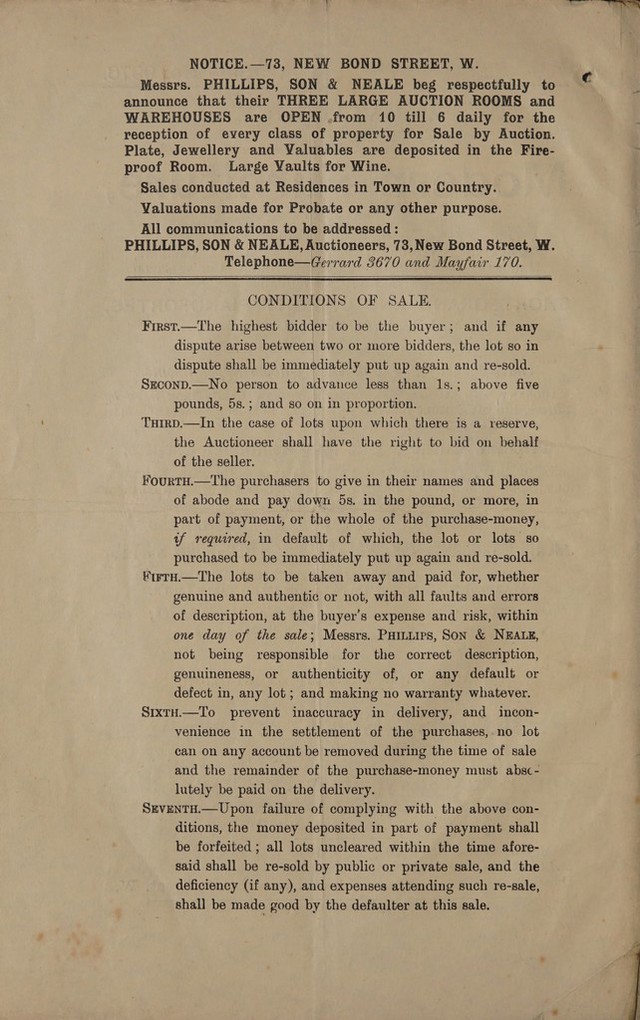 NOTICE.—73, NEW BOND STREET, W.
Messrs. PHILLIPS, SON & NEALE beg respectfully to
announce that their THREE LARGE AUCTION ROOMS and
WAREHOUSES are OPEN from 10 till 6 daily for the
reception of every class of property for Sale by Auction.
Plate, Jewellery and Valuables are deposited in the Fire-
proof Room. Large Vaults for Wine.
Sales conducted at Residences in Town or Country.
Valuations made for Probate or any other purpose.
All communications to be addressed:
PHILLIPS, SON & NEALE, Auctioneers, 73, New Bond Street, W.
Telephone—Gerrard 3670 and Mayfair 170.
CONDITIONS OF SALE.
FIRST.—The highest bidder to be the buyer; and if any
dispute arise between two or more bidders, the lot so in
dispute shall be immediately put up again and re-sold.
SECOND.—No person to advance less than 1s.; above five
pounds, 5s.; and so on in proportion.
THIRD.—In the case of lots upon which there is a reserve,
the Auctioneer shall have the right to bid on behalf
of the seller.
FOURTH.—The purchasers to give in their names and places
of abode and pay down 5s. in the pound, or more, in
part of payment, or the whole of the purchase-money,
if required, in default of which, the lot or lots so
purchased to be immediately put up again and re-sold.
FIFTH.—The lots to be taken away and paid for, whether
genuine and authentic or not, with all faults and errors
of description, at the buyer's expense and risk, within
one day of the sale; Messrs. PHILLIPS, SON & NEALE,
not being responsible for the correct description,
genuineness, or authenticity of, or any default or
defect in, any lot; and making no warranty whatever.
SIXTH.—To prevent inaccuracy in delivery, and incon-
venience in the settlement of the purchases, no lot
can on any account be removed during the time of sale
and the remainder of the purchase-money must abso-
lutely be paid on the delivery.
SEVENTH.—Upon failure of complying with the above con-
ditions, the money deposited in part of payment shall
be forfeited; all lots uncleared within the time afore-
said shall be re-sold by public or private sale, and the
deficiency (if any), and expenses attending such re-sale,
shall be made good by the defaulter at this sale.